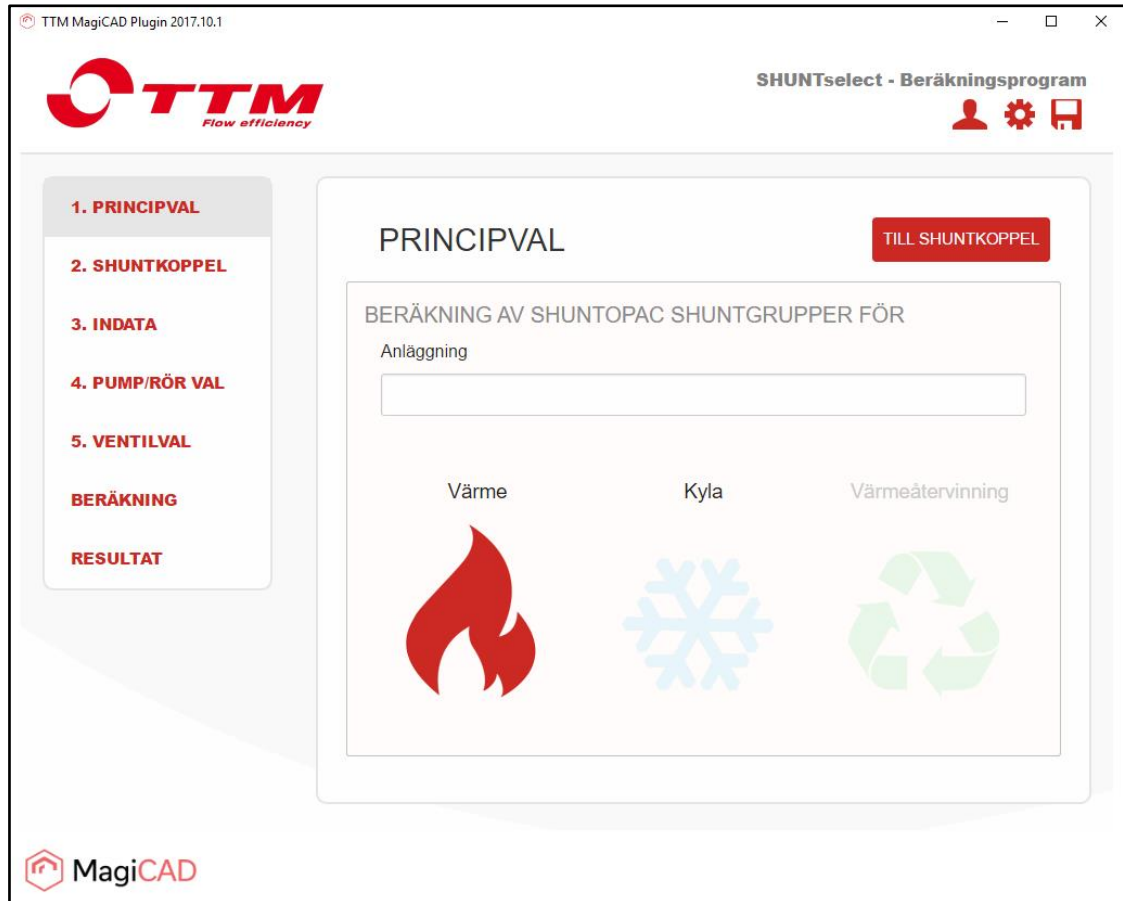 TTM MagiCAD Plugin 2017.10.1
TTM
Flow efficiency
SHUNTselect - Beräkningsprogram
1. PRINCIPVAL
2. SHUNTKOPPEL
3. INDATA
4. PUMP/RÖR VAL
5. VENTILVAL
BERÄKNING
RESULTAT
PRINCIPVAL
TILL SHUNTKOPPEL
BERÄKNING AV SHUNTOPAC SHUNTGRUPPER FÖR
Anläggning
Värme Kyla Värmeåtervinning
MagiCAD